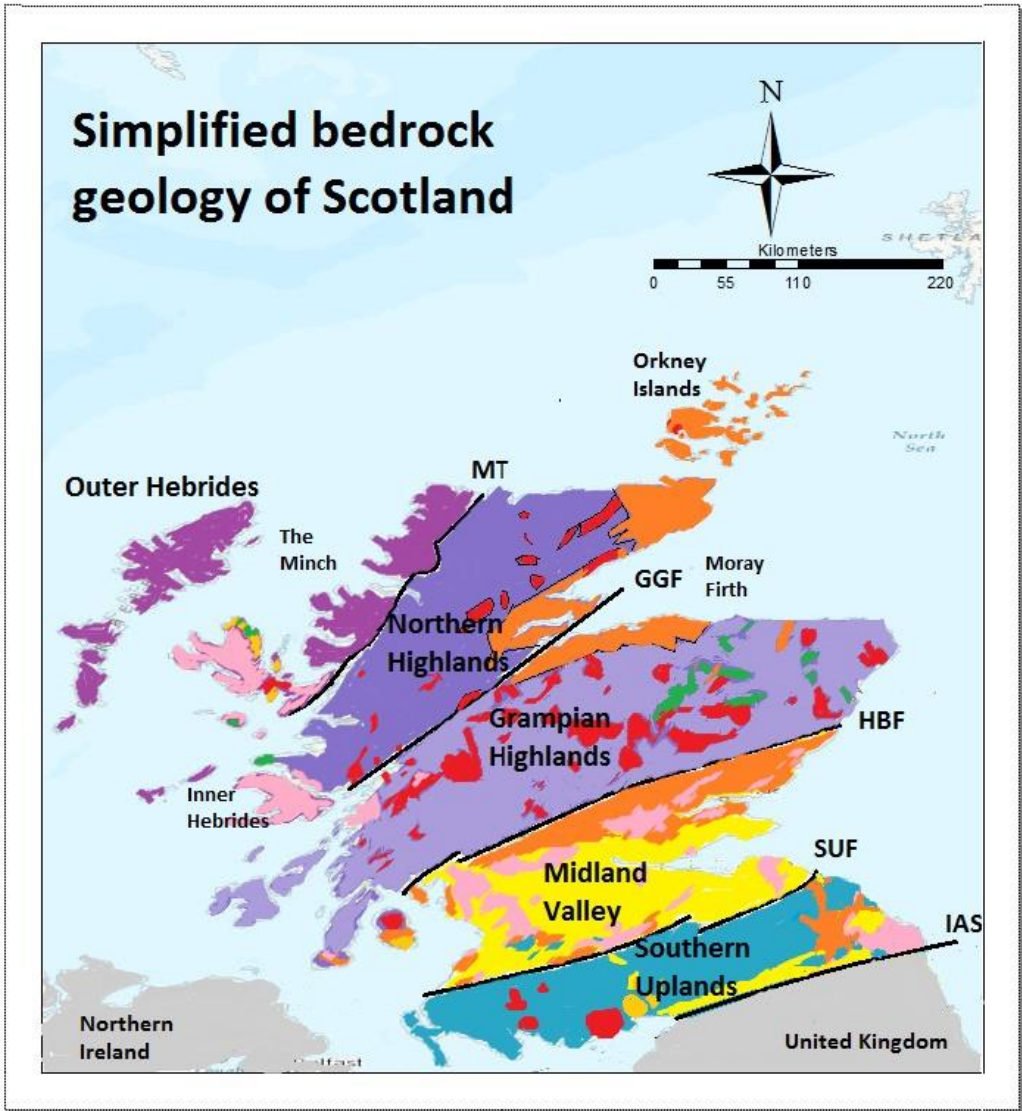 Simplified bedrock
geology of Scotland
N
Kilometers
0 55 110 220
SHETLA
Orkney
Islands
North
Sea
MT
Outer Hebrides
The
Minch
Moray
Firth
GGF
Northern
Highlands
Grampian
Highlands
HBF
Inner
Hebrides
SUF
Midland
Valley
IAS
Southern
Uplands
Northern
Ireland
United Kingdom